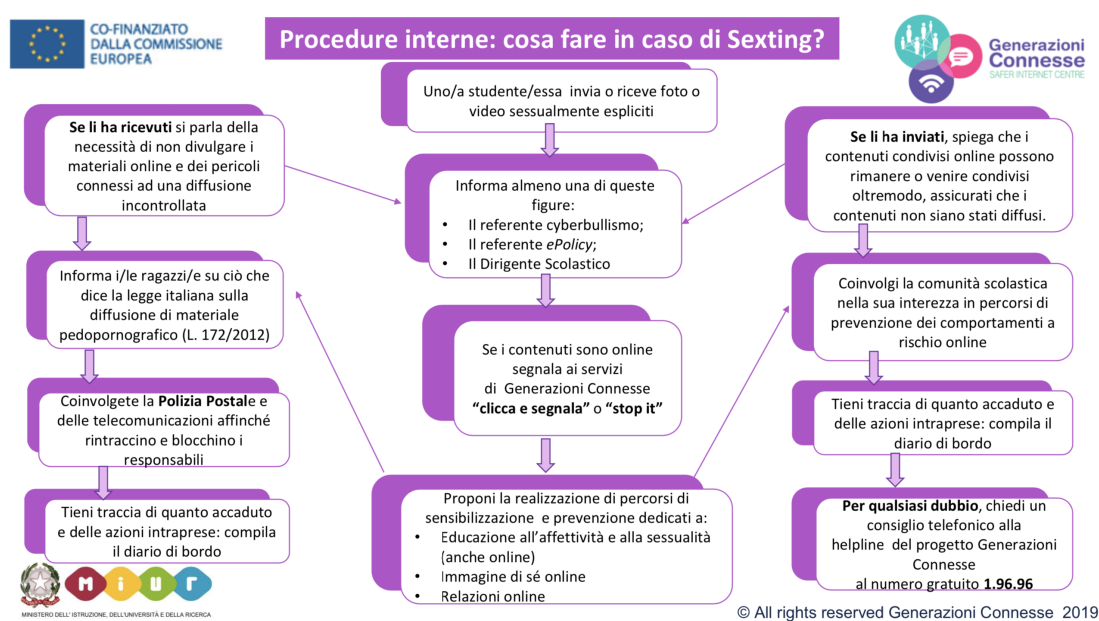 CO-FINANZIATO
DALLA COMMISSIONE
EUROPEA
Procedure interne: cosa fare in caso di Sexting?
Generazioni
Connesse
SAFER INTERNET CENTRE
Uno/a studente/essa invia o riceve foto o
video sessualmente espliciti
Se li ha ricevuti si parla della
necessità di non divulgare i
materiali online e dei pericoli
connessi ad una diffusione
incontrollata
Informa almeno una di queste
figure:
• Il referente cyberbullismo;
• Il referente ePolicy;
• Il Dirigente Scolastico
Se li ha inviati, spiega che i
contenuti condivisi online possono
rimanere o venire condivisi
oltremodo, assicurati che i
contenuti non siano stati diffusi.
Informa i/le ragazzi/e su ciò che
dice la legge italiana sulla
diffusione di materiale
pedopornografico (L. 172/2012)
Se i contenuti sono online
segnala ai servizi
di Generazioni Connesse
“clicca e segnala” o “stop it”
Coinvolgi la comunità scolastica
nella sua interezza in percorsi di
prevenzione dei comportamenti a
rischio online
Coinvolgete la Polizia Postale e
delle telecomunicazioni affinché
rintraccino e blocchino i
responsabili
Tieni traccia di quanto accaduto e
delle azioni intraprese: compila il
diario di bordo
Tieni traccia di quanto accaduto
e delle azioni intraprese: compila
il diario di bordo
Proponi la realizzazione di percorsi di
sensibilizzazione e prevenzione dedicati a:
• Educazione all’affettività e alla sessualità
(anche online)
• Immagine di sé online
• Relazioni online
Per qualsiasi dubbio, chiedi un
consiglio telefonico alla
helpline del progetto Generazioni
Connesse
al numero gratuito 1.96.96
miur
MINISTERO DELL' ISTRUZIONE, DELL'UNIVERSITÀ E DELLA RICERCA
© All rights reserved Generazioni Connesse 2019